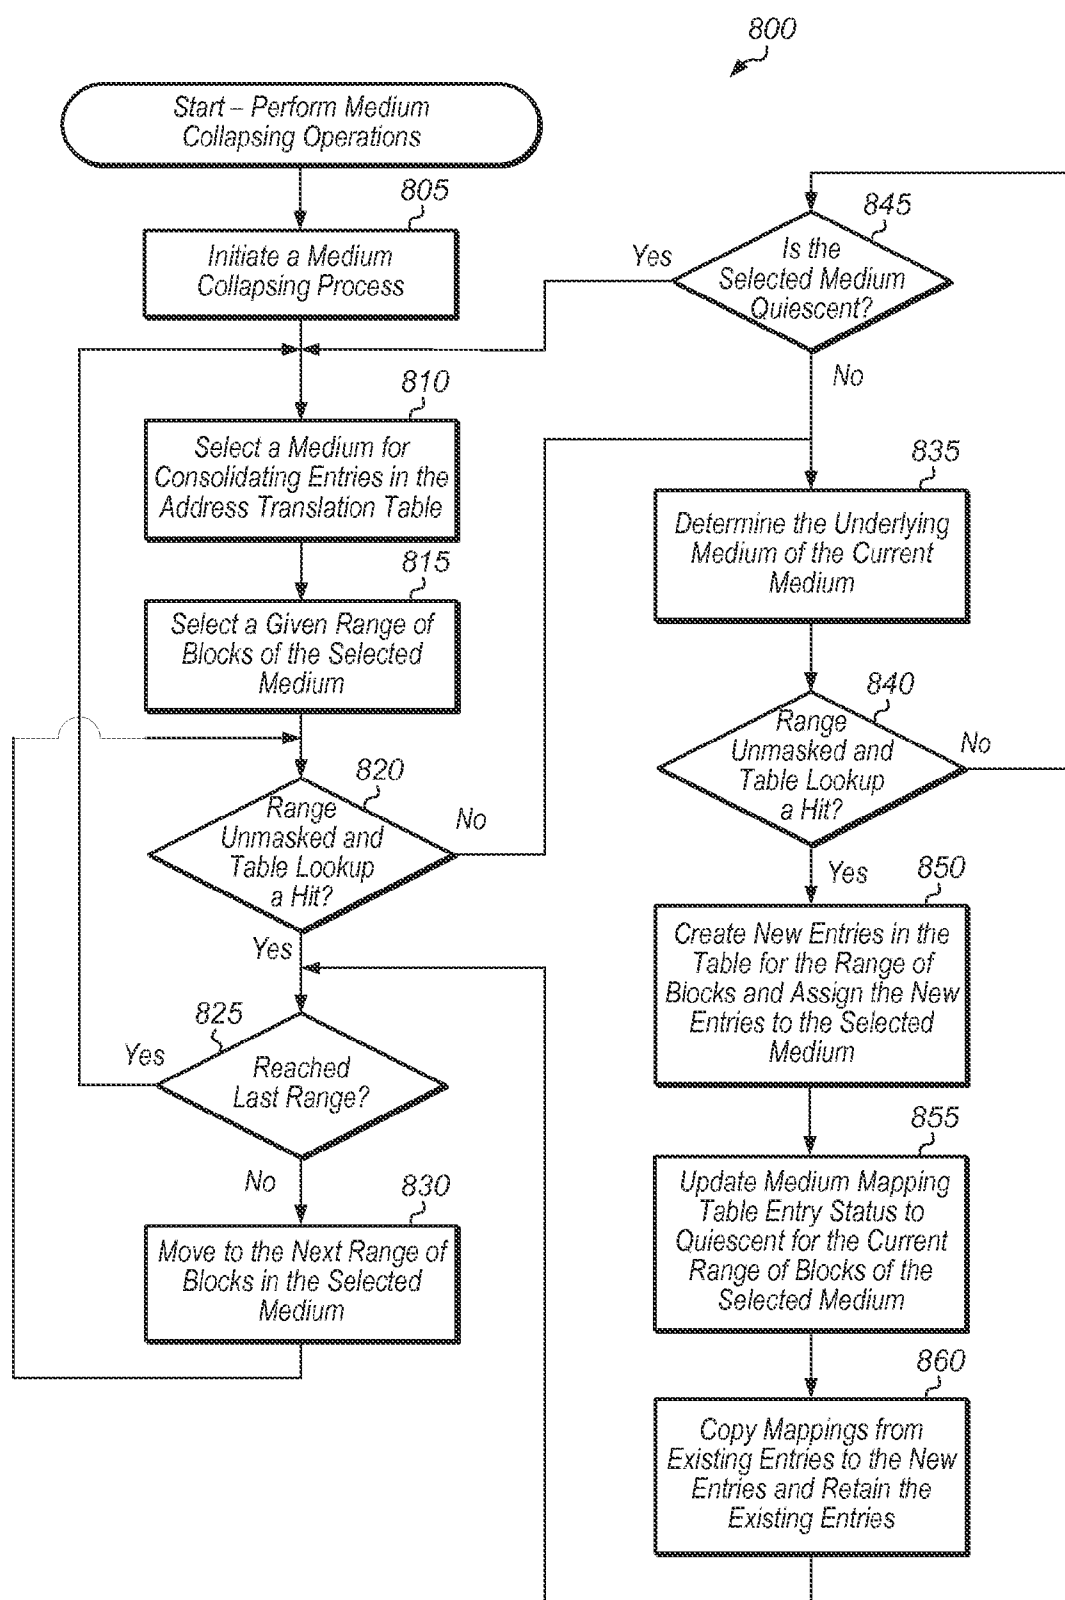 800
Start – Perform Medium
Collapsing Operations
805
Initiate a Medium
Collapsing Process
810
Select a Medium for
Consolidating Entries in the
Address Translation Table
815
Select a Given Range of
Blocks of the Selected
Medium
820
Range
Unmasked and
Table Lookup
a Hit?
No
Yes
825
Yes
Reached
Last Range?
No
830
Move to the Next Range of
Blocks in the Selected
Medium
845
Yes
Is the
Selected Medium
Quiescent?
No
835
Determine the Underlying
Medium of the Current
Medium
840
Range
Unmasked and
Table Lookup
a Hit?
No
Yes
850
Create New Entries in the
Table for the Range of
Blocks and Assign the New
Entries to the Selected
Medium
855
Update Medium Mapping
Table Entry Status to
Quiescent for the Current
Range of Blocks of the
Selected Medium
860
Copy Mappings from
Existing Entries to the New
Entries and Retain the
Existing Entries